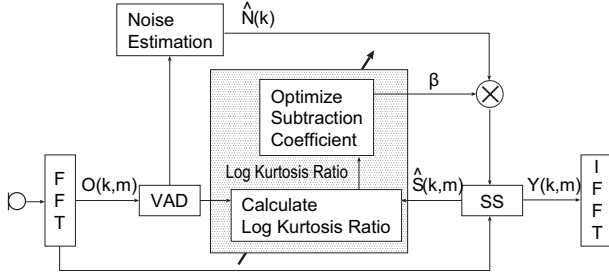 Noise
Estimation
N̂(k)
Optimize
Subtraction
Coefficient
β
Log Kurtosis Ratio
F
F
T
O(k,m)
VAD
Calculate
Log Kurtosis Ratio
Ŝ(k,m)
SS
Y(k,m)
I
F
F
T